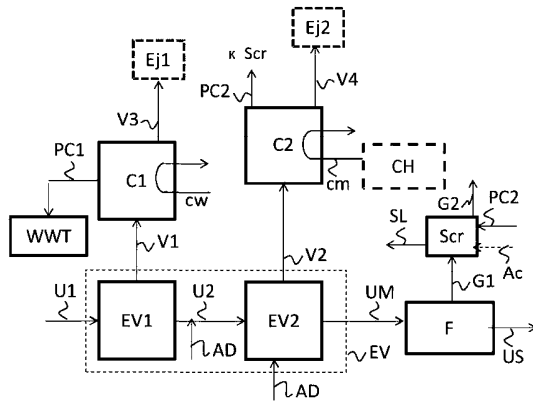 Ej1
Ej2
к Scr
PC2
V4
V3
PC1
C1
C2
cw
cm
CH
WWT
V1
V2
G2
PC2
SL
Scr
Ac
G1
U1
EV1
U2
EV2
UM
F
AD
EV
US
AD